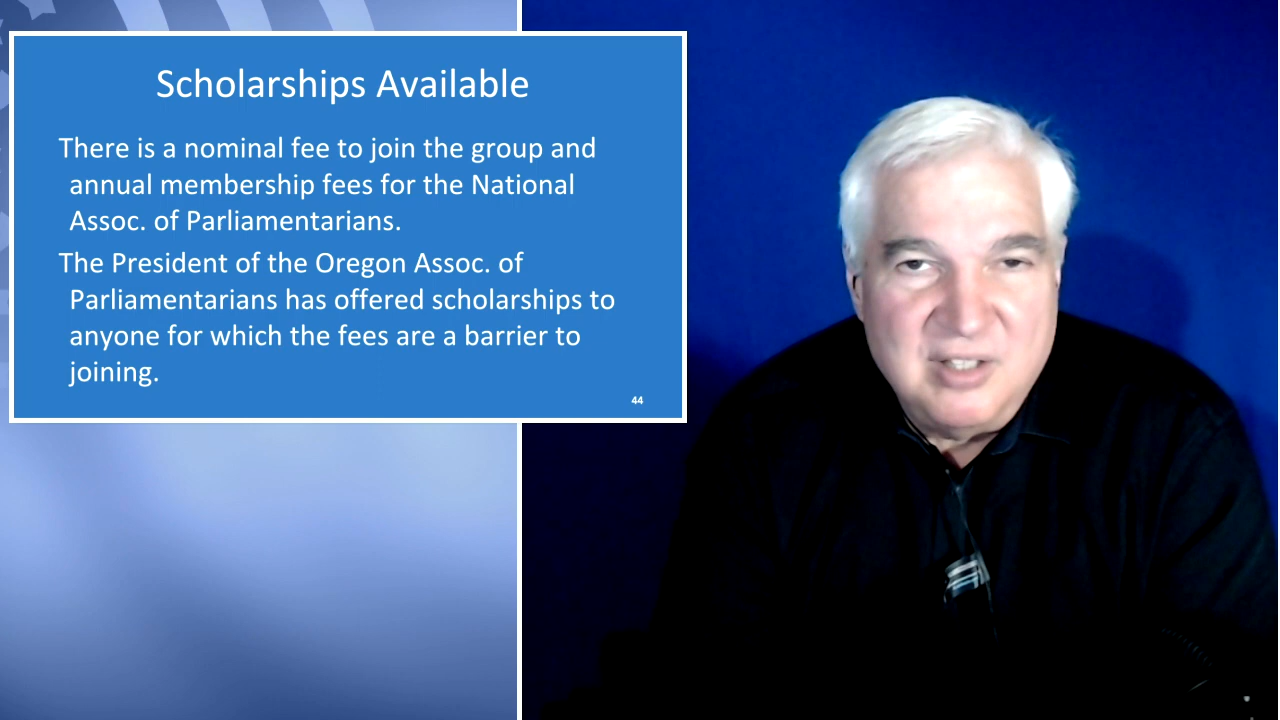 Scholarships Available
There is a nominal fee to join the group and
annual membership fees for the National
Assoc. of Parliamentarians.
The President of the Oregon Assoc. of
Parliamentarians has offered scholarships to
anyone for which the fees are a barrier to
joining.
44